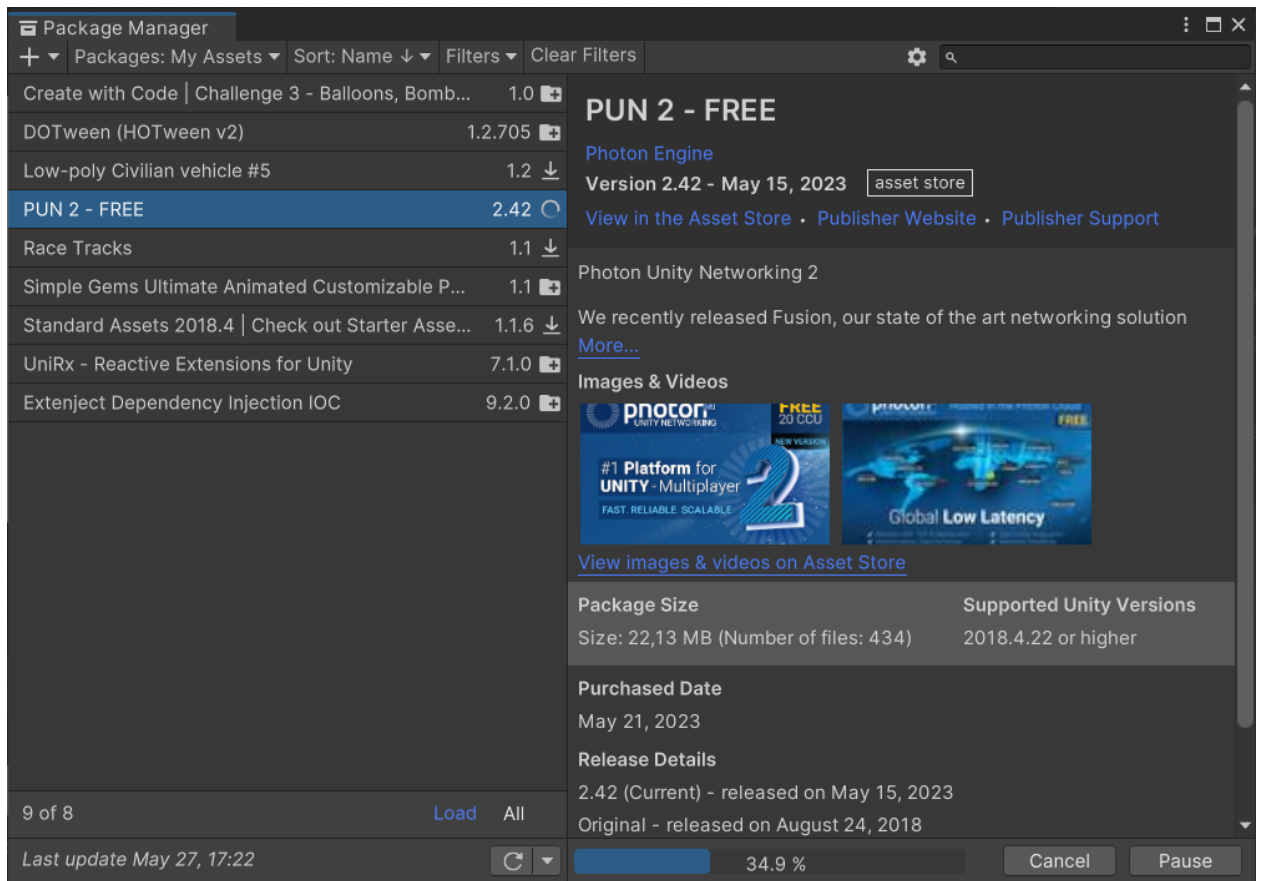 Package Manager
Packages: My Assets Sort: Name ↓ Filters Clear Filters
Create with Code | Challenge 3 - Balloons, Bomb... 1.0
DOTween (HOTween v2) 1.2.705
Low-poly Civilian vehicle #5 1.2
PUN 2 - FREE 2.42
Race Tracks 1.1
Simple Gems Ultimate Animated Customizable P... 1.1
Standard Assets 2018.4 | Check out Starter Asse... 1.1.6
UniRx - Reactive Extensions for Unity 7.1.0
Extenject Dependency Injection IOC 9.2.0
9 of 8 Load All
Last update May 27, 17:22
PUN 2 - FREE
Photon Engine
Version 2.42 - May 15, 2023 asset store
View in the Asset Store • Publisher Website • Publisher Support
Photon Unity Networking 2
We recently released Fusion, our state of the art networking solution
More...
Images & Videos
photon
UNITY NETWORKING
FREE
20 CCU
NEW VERSION
#1 Platform for
UNITY - Multiplayer
2
FAST. RELIABLE. SCALABLE
photon
FREE
Global Low Latency
View images & videos on Asset Store
Package Size Supported Unity Versions
Size: 22,13 MB (Number of files: 434) 2018.4.22 or higher
Purchased Date
May 21, 2023
Release Details
2.42 (Current) - released on May 15, 2023
Original - released on August 24, 2018
34.9 % Cancel Pause